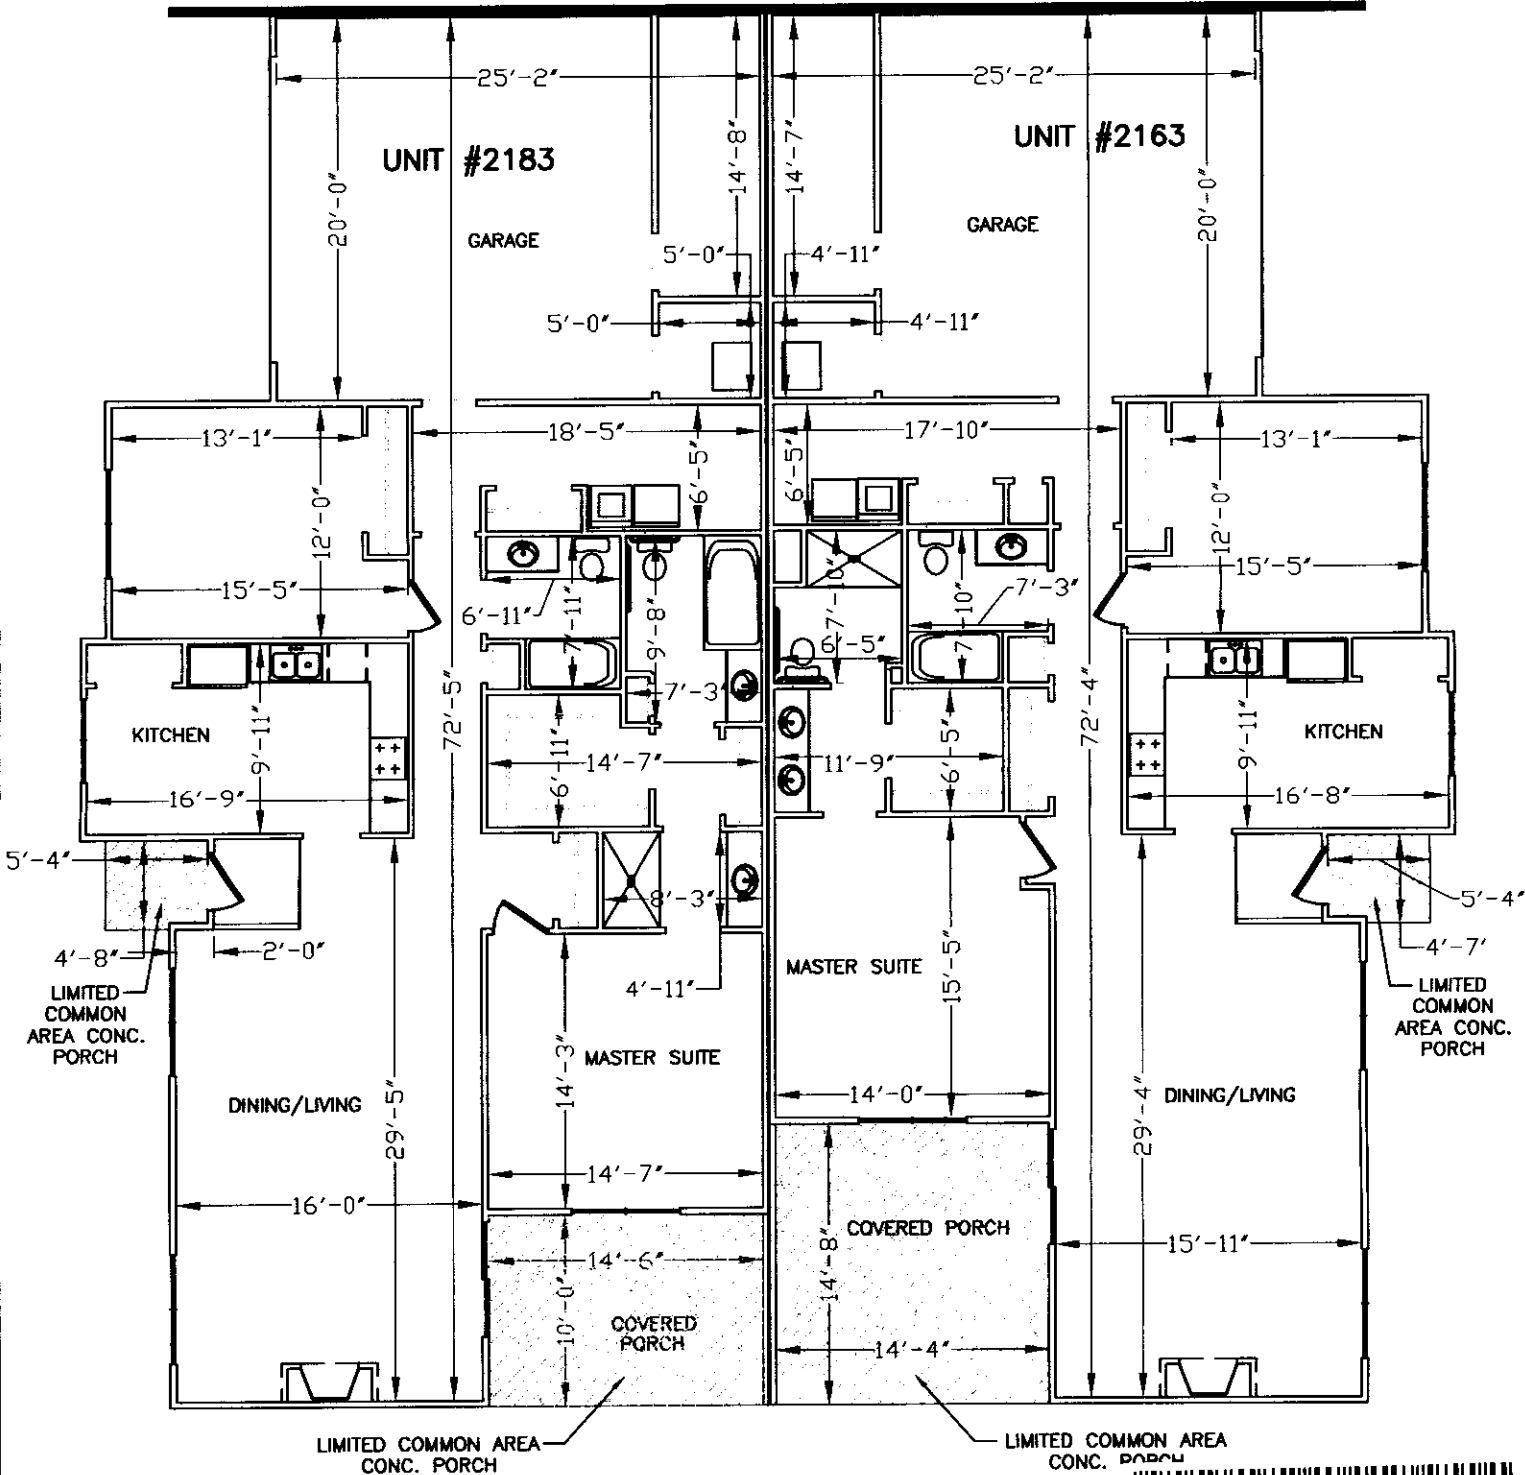 25'-2"
25'-2"
UNIT #2183
UNIT #2163
14'-8"
14'-7"
20'-0"
20'-0"
GARAGE
GARAGE
5'-0"
4'-11"
5'-0"
4'-11"
13'-1"
18'-5"
17'-10"
13'-1"
6'-5"
6'-5"
12'-0"
12'-0"
15'-5"
15'-5"
6'-11"
7'-11"
9'-8"
7'-10"
7'-10"
7'-3"
6'-5"
7'-3"
72'-5"
72'-4"
KITCHEN
KITCHEN
9'-11"
9'-11"
6'-11"
14'-7"
11'-9"
6'-5"
16'-9"
16'-8"
5'-4"
8'-3"
5'-4"
4'-8"
2'-0"
4'-7'
4'-11"
15'-5"
MASTER SUITE
LIMITED
COMMON
AREA CONC.
PORCH
LIMITED
COMMON
AREA CONC.
PORCH
14'-3"
MASTER SUITE
DINING/LIVING
DINING/LIVING
14'-0"
29'-5"
29'-4"
14'-7"
16'-0"
COVERED PORCH
15'-11"
14'-6"
14'-8"
10'-0"
COVERED
PORCH
14'-4"
LIMITED COMMON AREA
CONC. PORCH
LIMITED COMMON AREA
CONC. PORCH